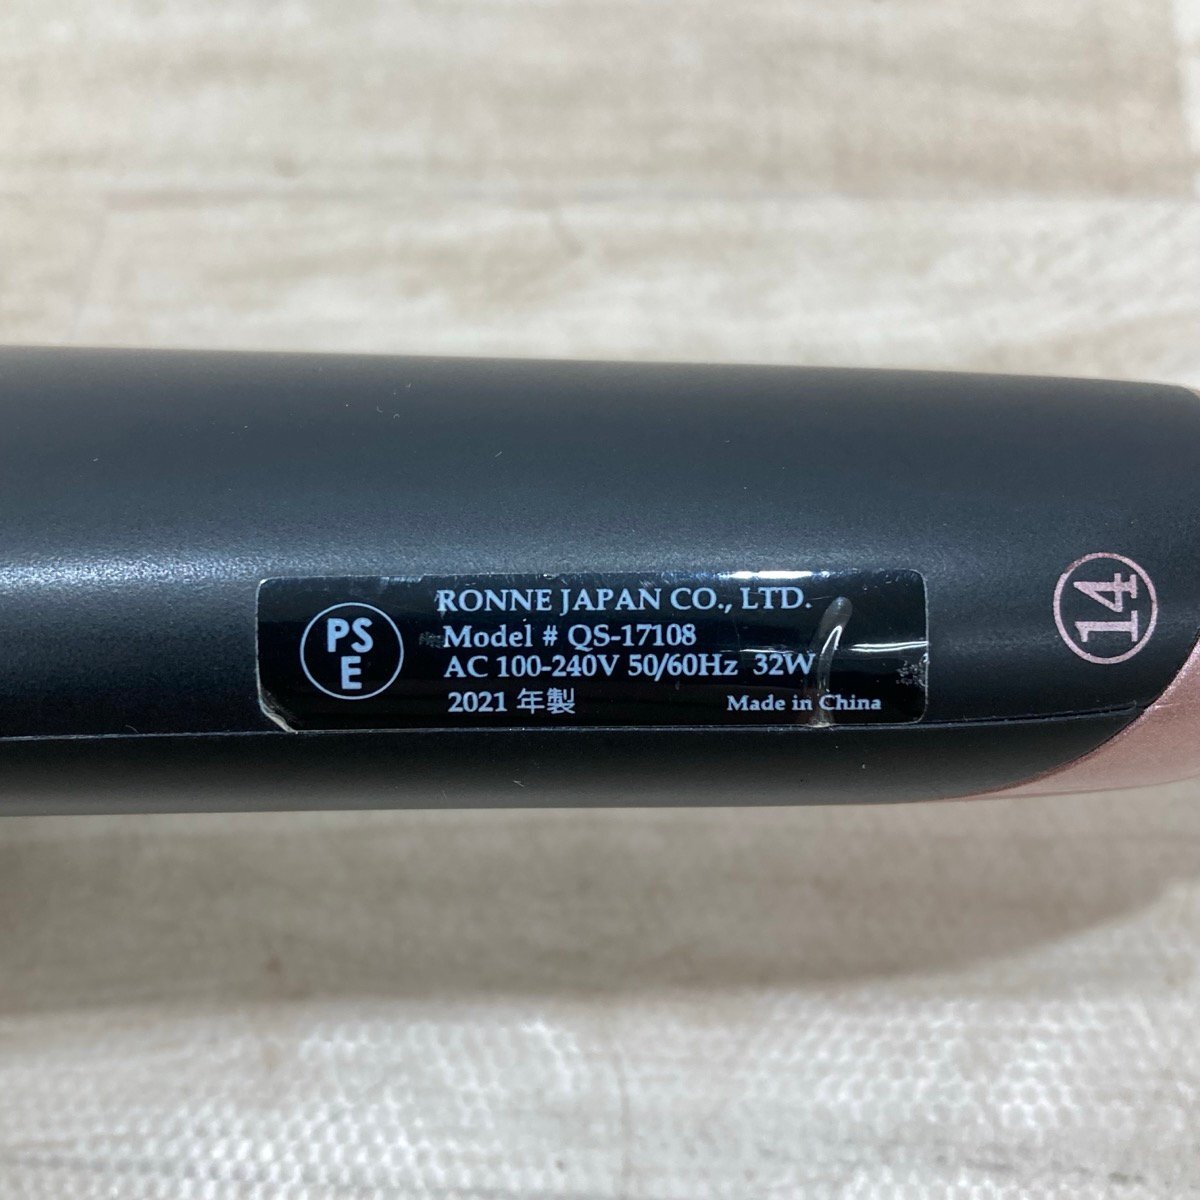 PS
E
RONNE JAPAN CO., LTD.
Model # QS-17108
AC 100-240V 50/60Hz 32W
2021 年製
Made in China
14